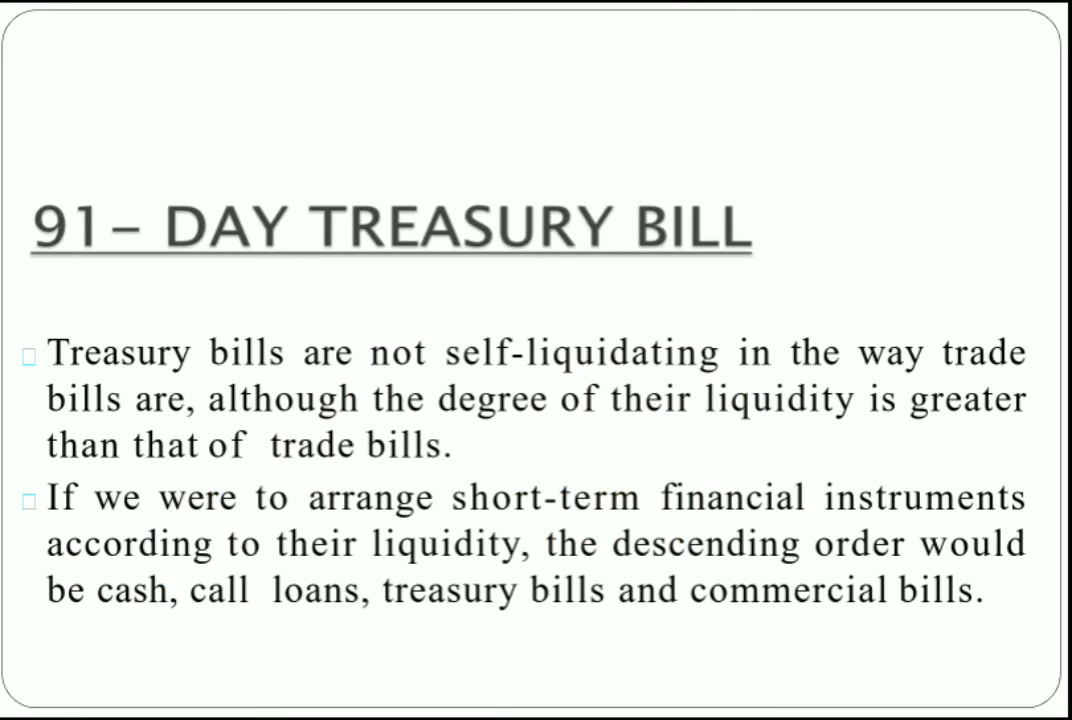 91- DAY TREASURY BILL
Treasury bills are not self-liquidating in the way trade
bills are, although the degree of their liquidity is greater
than that of trade bills.
If we were to arrange short-term financial instruments
according to their liquidity, the descending order would
be cash, call loans, treasury bills and commercial bills.